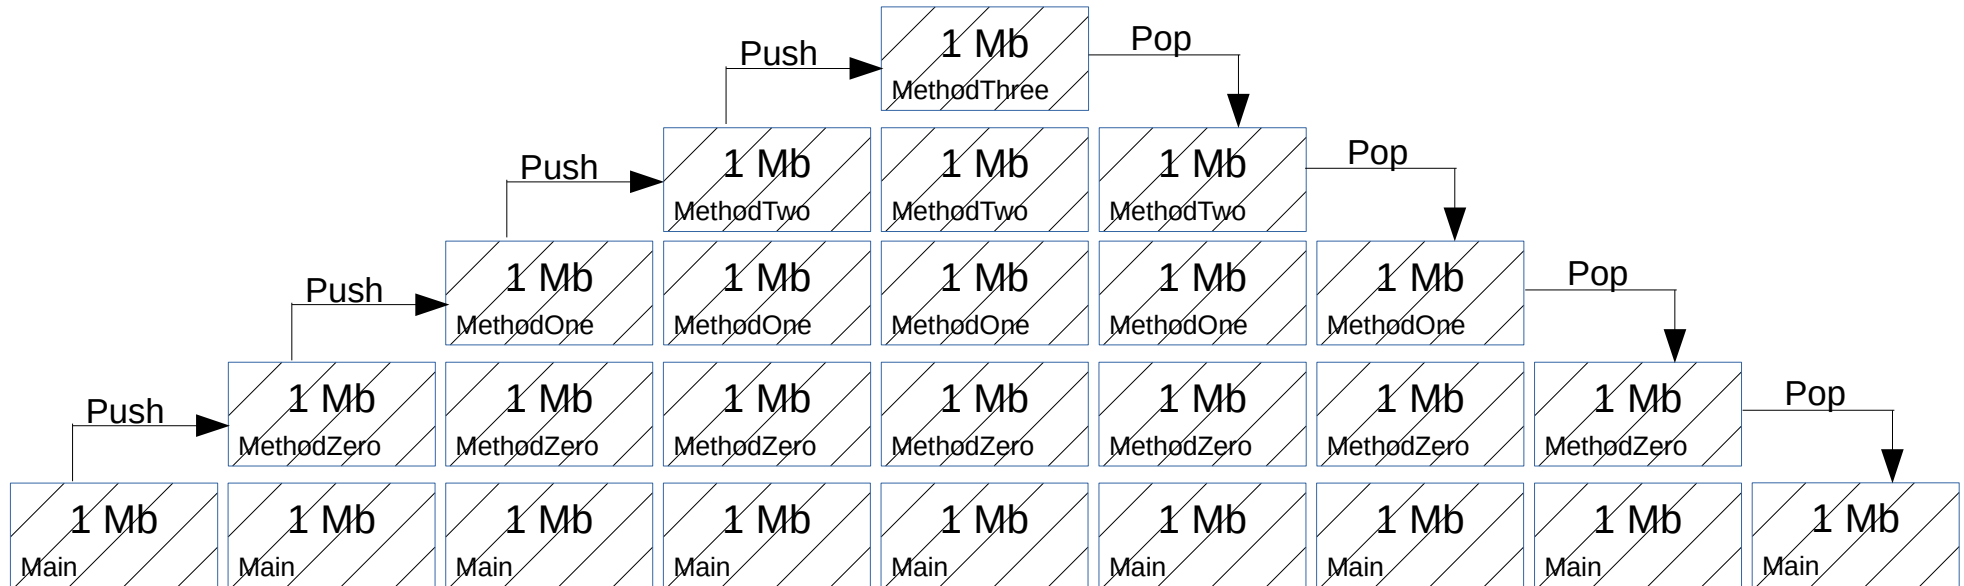 1 Mb
MethodThree
Push
Pop
1 Mb
MethodTwo
1 Mb
MethodTwo
1 Mb
MethodTwo
Push
Pop
1 Mb
MethodOne
1 Mb
MethodOne
1 Mb
MethodOne
1 Mb
MethodOne
1 Mb
MethodOne
Push
Pop
1 Mb
MethodZero
1 Mb
MethodZero
1 Mb
MethodZero
1 Mb
MethodZero
1 Mb
MethodZero
1 Mb
MethodZero
1 Mb
MethodZero
Push
Pop
1 Mb
Main
1 Mb
Main
1 Mb
Main
1 Mb
Main
1 Mb
Main
1 Mb
Main
1 Mb
Main
1 Mb
Main
1 Mb
Main